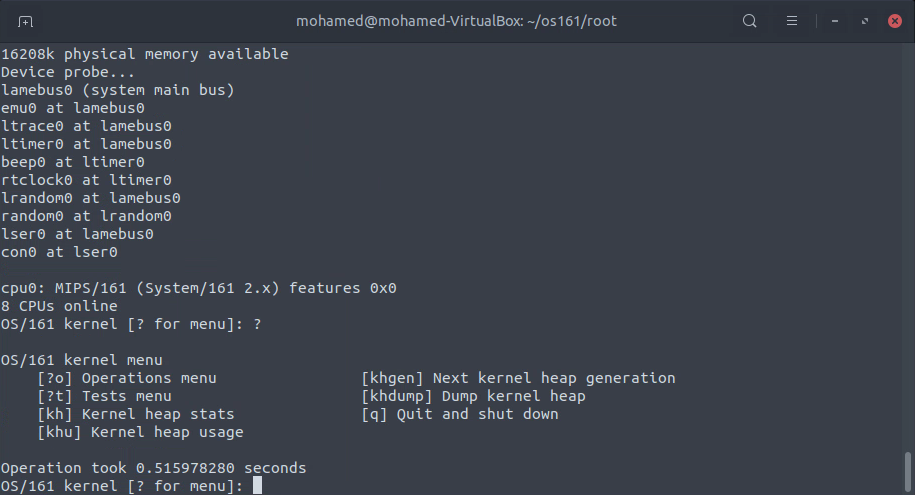 mohamed@mohamed-VirtualBox: ~/os161/root
16208k physical memory available
Device probe...
lamebus0 (system main bus)
emu0 at lamebus0
ltrace0 at lamebus0
ltimer0 at lamebus0
beep0 at ltimer0
rtclock0 at ltimer0
lrandom0 at lamebus0
random0 at lrandom0
lser0 at lamebus0
con0 at lser0
cpu0: MIPS/161 (System/161 2.x) features 0x0
8 CPUs online
OS/161 kernel [? for menu]: ?
OS/161 kernel menu
[?o] Operations menu [khgen] Next kernel heap generation
[?t] Tests menu [khdump] Dump kernel heap
[kh] Kernel heap stats [q] Quit and shut down
[khu] Kernel heap usage
Operation took 0.515978280 seconds
OS/161 kernel [? for menu]: